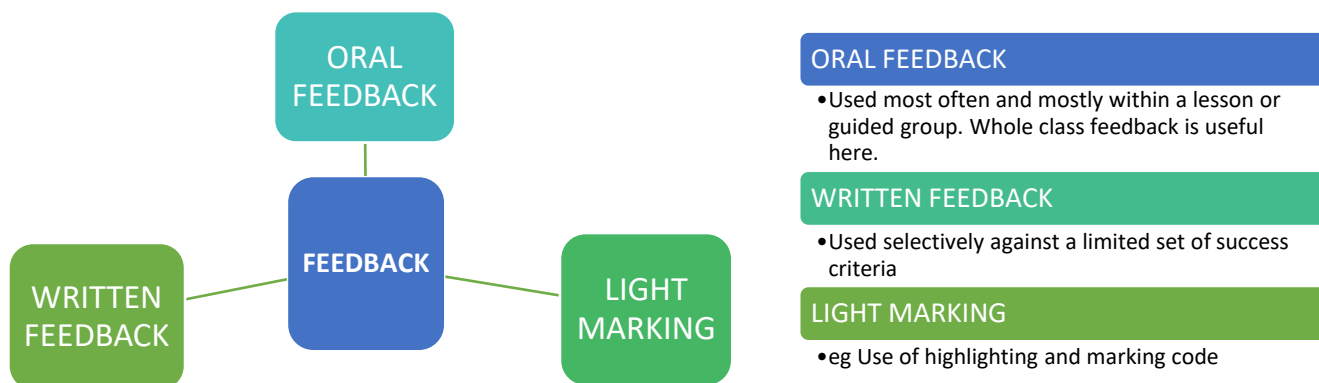 ORAL
FEEDBACK
FEEDBACK
WRITTEN
FEEDBACK
LIGHT
MARKING
ORAL FEEDBACK
•Used most often and mostly within a lesson or
guided group. Whole class feedback is useful
here.
WRITTEN FEEDBACK
•Used selectively against a limited set of success
criteria
LIGHT MARKING
•eg Use of highlighting and marking code